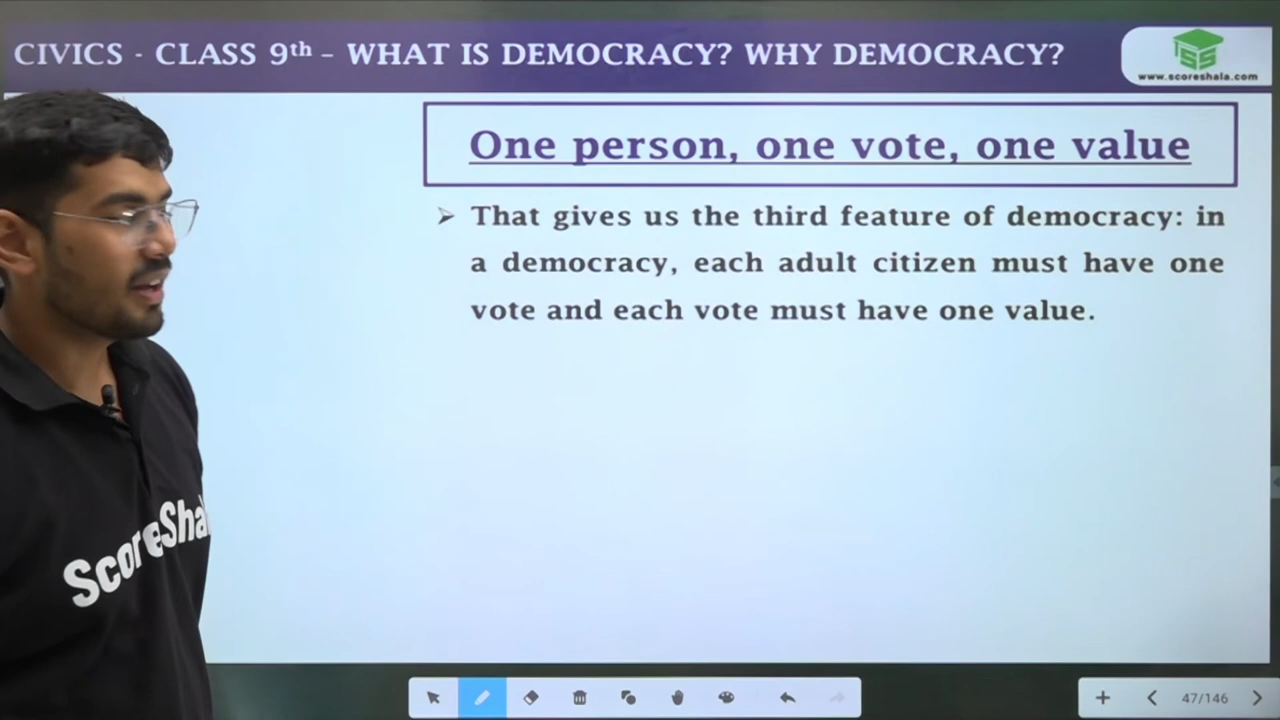 CIVICS - CLASS 9th – WHAT IS DEMOCRACY? WHY DEMOCRACY?
www.scoreshala.com
One person, one vote, one value
➢ That gives us the third feature of democracy: in
a democracy, each adult citizen must have one
vote and each vote must have one value.
ScoreShal
47/146